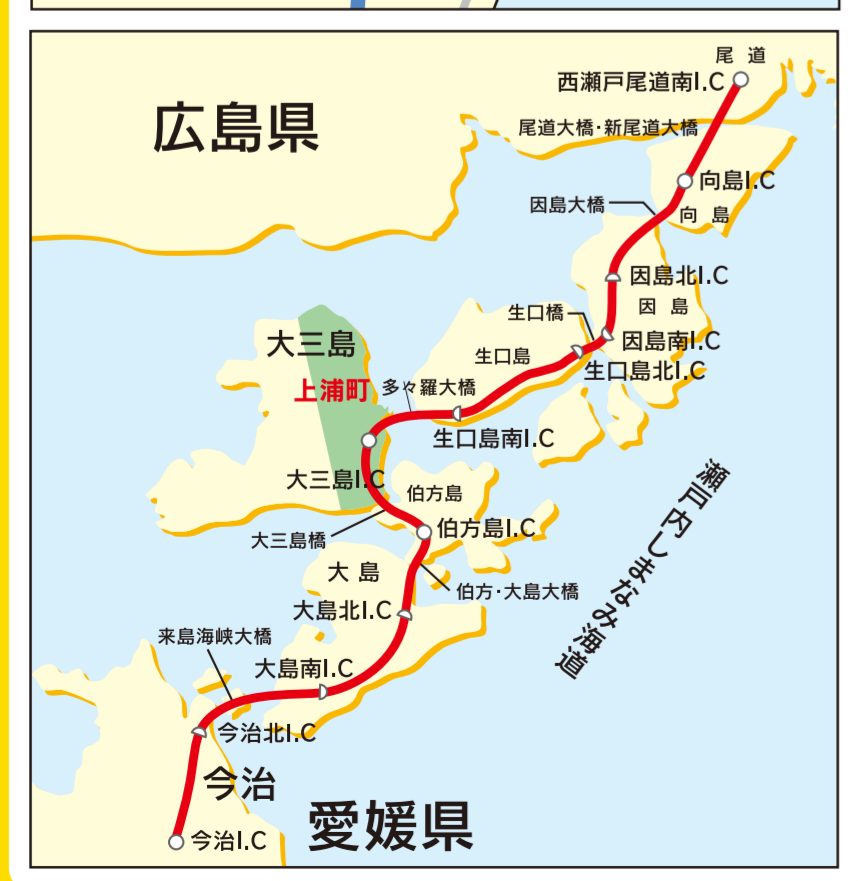 尾道
西瀬戸尾道南I.C
広島県
尾道大橋・新尾道大橋
向島I.C
因島大橋
向島
因島北I.C
因島
生口橋
因島南I.C
大三島
生口島
生口島北I.C
上浦町
多々羅大橋
生口島南I.C
大三島I.C
伯方島
瀬戸内しまなみ海道
伯方島I.C
大三島橋
大島
伯方・大島大橋
大島北I.C
来島海峡大橋
大島南I.C
今治北I.C
今治
愛媛県
今治I.C